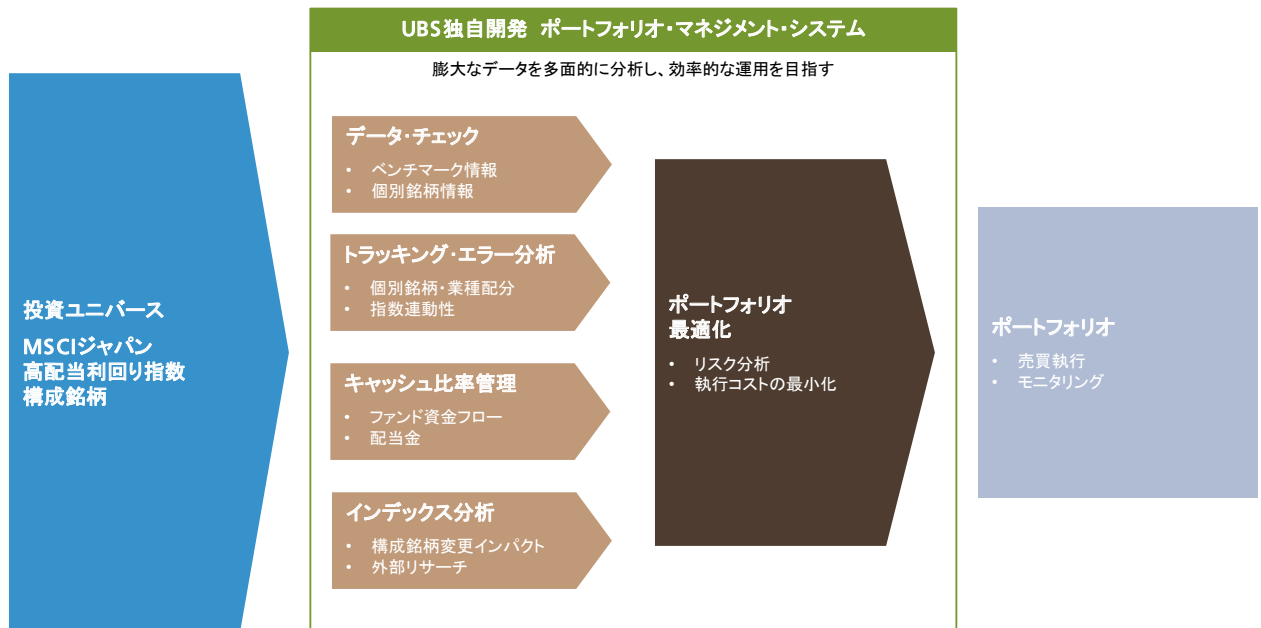 UBS独自開発 ポートフォリオ・マネジメント・システム
膨大なデータを多面的に分析し、効率的な運用を目指す
投資ユニバース
MSCIジャパン
高配当利回り指数
構成銘柄
データ・チェック
• ベンチマーク情報
• 個別銘柄情報
トラッキング・エラー分析
• 個別銘柄・業種配分
• 指数連動性
キャッシュ比率管理
• ファンド資金フロー
• 配当金
インデックス分析
• 構成銘柄変更インパクト
• 外部リサーチ
ポートフォリオ
最適化
• リスク分析
• 執行コストの最小化
ポートフォリオ
• 売買執行
• モニタリング